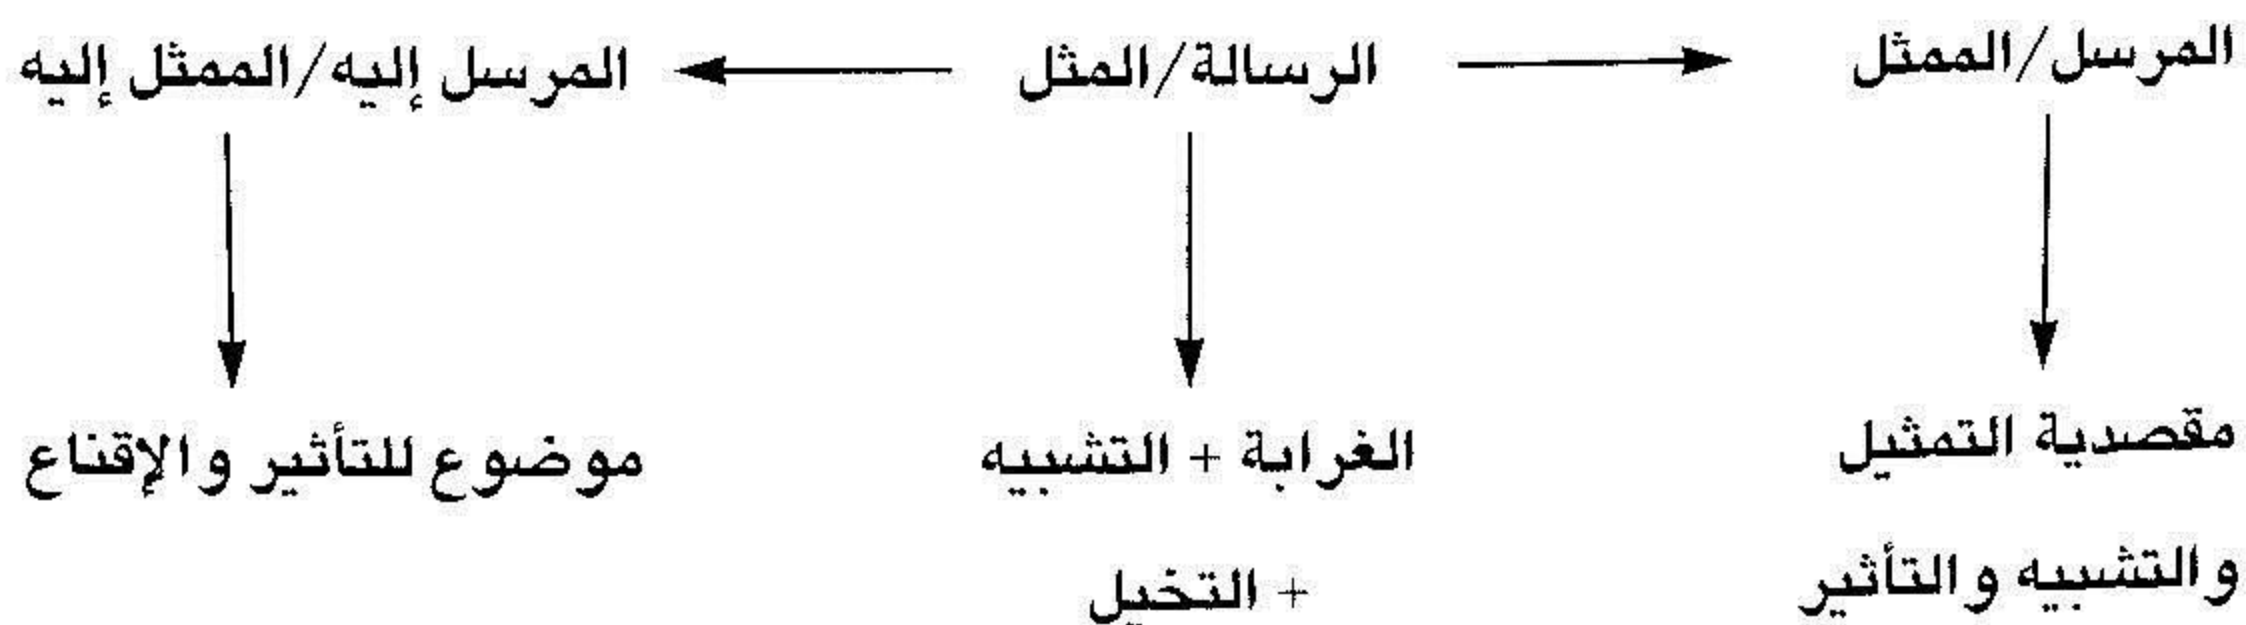 المرسل/الممثل
الرسالة/المثل
المرسل إليه/الممثل إليه
مقصدية التمثيل
والتشبيه والتأثير
الغرابة + التشبيه
+ التخيل
موضوع للتأثير والإقناع